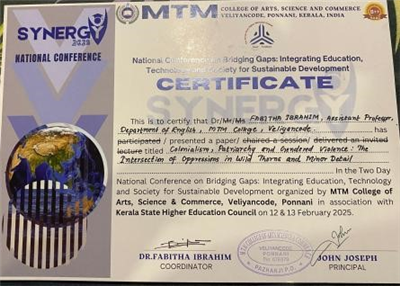 SYNERGY
2025
NATIONAL CONFERENCE
MTM COLLEGE OF ARTS, SCIENCE AND COMMERCE
VELIYANCODE, PONNANI, KERALA, INDIA
National Conference on Bridging Gaps: Integrating Education,
Technology and Society for Sustainable Development
CERTIFICATE
SYNERGY
This is to certify that Dr/Mr/Ms FABITHA IBRAHIM, Assistant Professor,
Department of English, MTM College, Veliyancode. has
participated / presented a paper/ chaired a session/ delivered an invited
lecture titled Colonialism, Patriarchy and Gendered Violence: The
Intersection of Oppressions in Wild Thorns and Minor Detail
In the Two Day
National Conference on Bridging Gaps: Integrating Education, Technology
and Society for Sustainable Development organized by MTM College of
Arts, Science & Commerce, Veliyancode, Ponnani in association with
Kerala State Higher Education Council on 12 & 13 February 2025.
DR.FABITHA IBRAHIM
COORDINATOR
VELIYANCODE
PONNANI
JOHN JOSEPH
PRINCIPAL